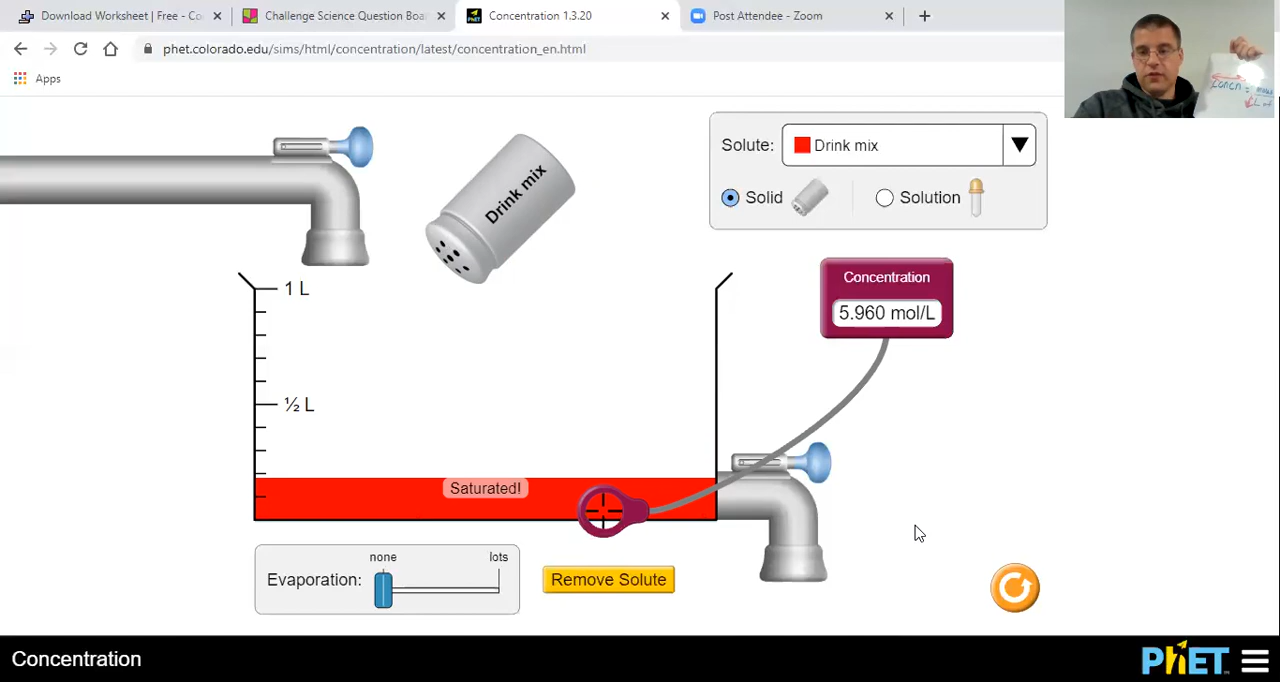 Download Worksheet | Free - Co
Challenge Science Question Boa
Concentration 1.3.20
Post Attendee - Zoom
phet.colorado.edu/sims/html/concentration/latest/concentration_en.html
Apps
Concn =
L of
Drink mix
Solute:
Drink mix
Solid
Solution
1 L
½ L
Concentration
5.960 mol/L
Saturated!
none
lots
Evaporation:
Remove Solute
Concentration
PhET